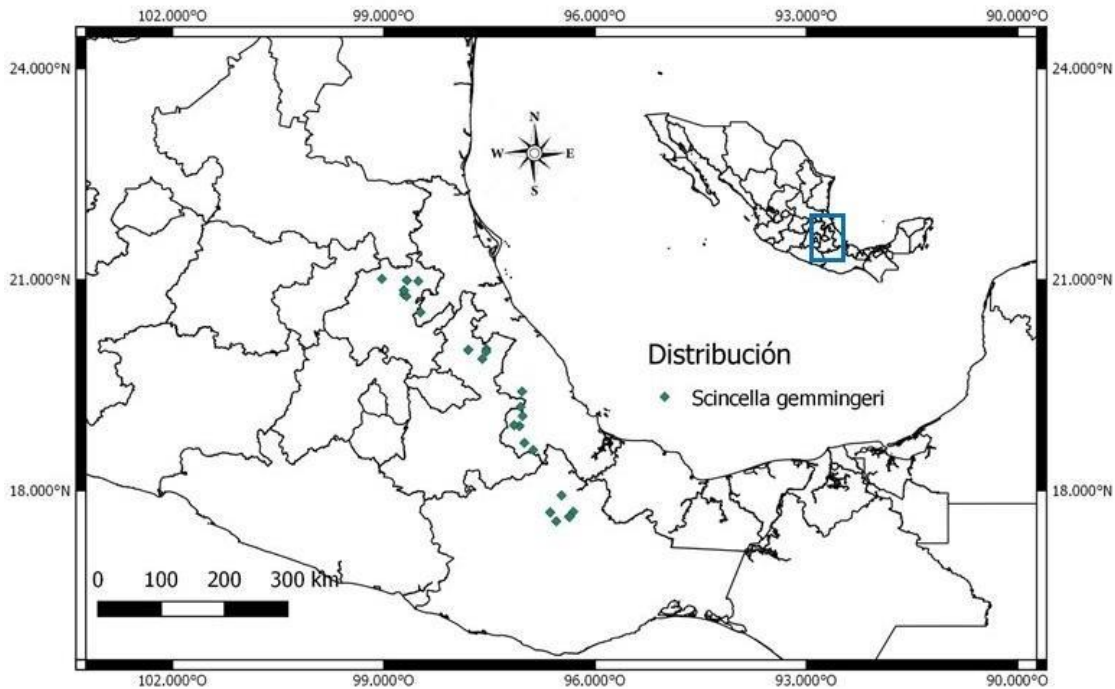 102.000°O 99.000°O 96.000°O 93.000°O 90.000°O
24.000°N 24.000°N
N
W E
S
21.000°N 21.000°N
Distribución
Scincella gemmingeri
18.000°N 18.000°N
0 100 200 300 km
102.000°O 99.000°O 96.000°O 93.000°O 90.000°O